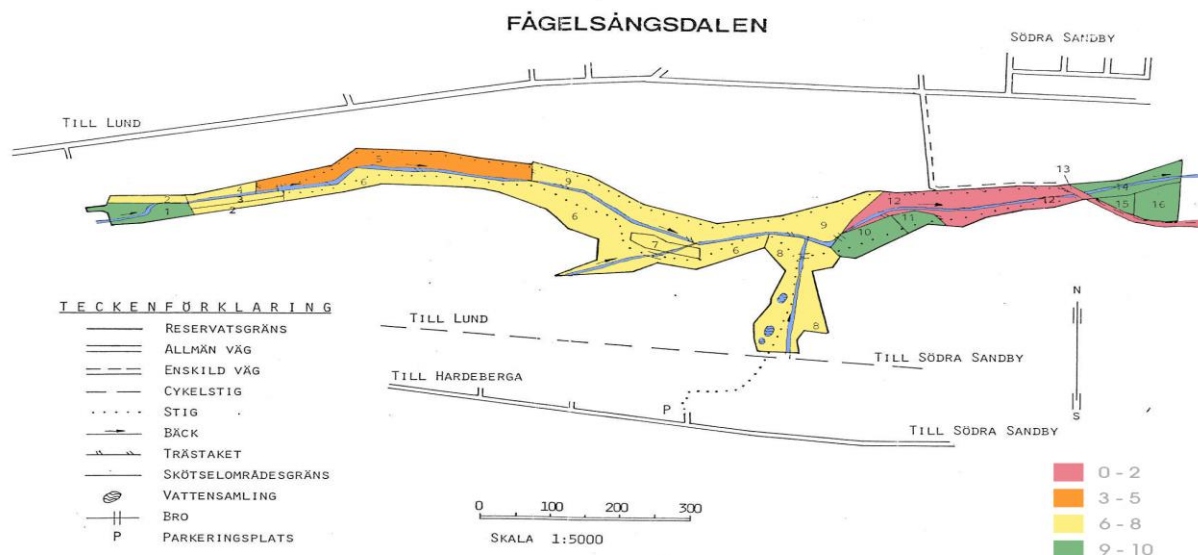 FÅGELSÅNGSDALEN
SÖDRA SANDBY
TILL LUND
13
5
14
4
9
2
4
6
12
12
15
16
3
1
2
6
9
11
10
7
6
8
8
TECKENFÖRKLARING
RESERVATSGRÄNS
ALLMÄN VÄG
ENSKILD VÄG
CYKELSTIG
STIG
BÄCK
TRÄSTAKET
SKÖTSELOMRÅDESGRÄNS
VATTENSAMLING
BRO
P PARKERINGSPLATS
TILL LUND
TILL SÖDRA SANDBY
TILL HARDEBERGA
P
TILL SÖDRA SANDBY
N
S
0 100 200 300
SKALA 1:5000
0 - 2
3 - 5
6 - 8
9 - 10